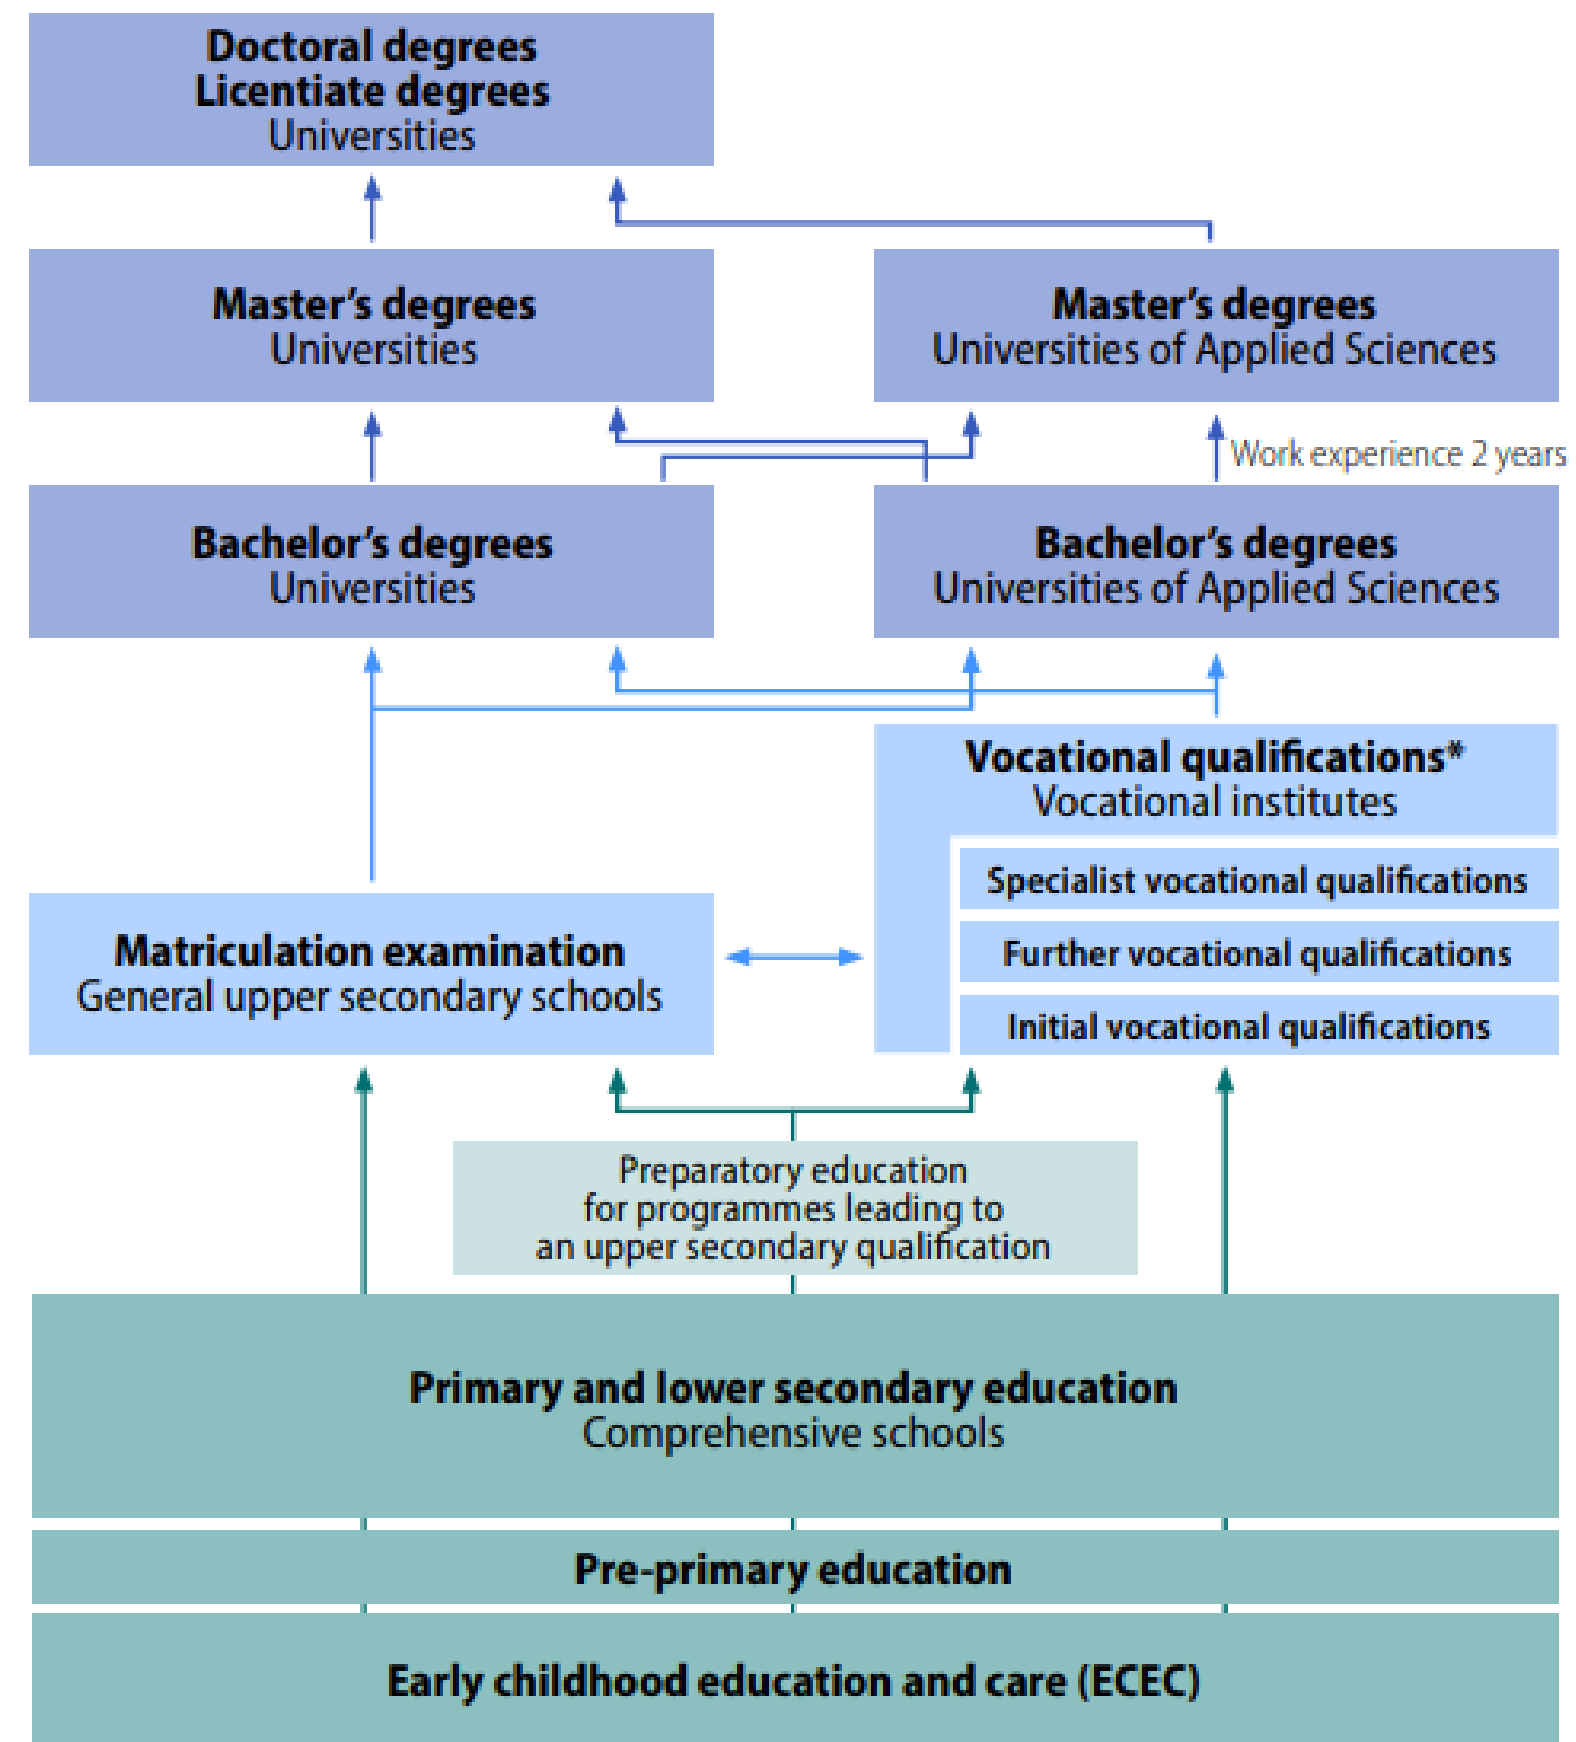 Doctoral degrees
Licentiate degrees
Universities
Master's degrees
Universities
Master's degrees
Universities of Applied Sciences
Work experience 2 years
Bachelor's degrees
Universities
Bachelor's degrees
Universities of Applied Sciences
Vocational qualifications*
Vocational institutes
Specialist vocational qualifications
Further vocational qualifications
Initial vocational qualifications
Matriculation examination
General upper secondary schools
Preparatory education
for programmes leading to
an upper secondary qualification
Primary and lower secondary education
Comprehensive schools
Pre-primary education
Early childhood education and care (ECEC)